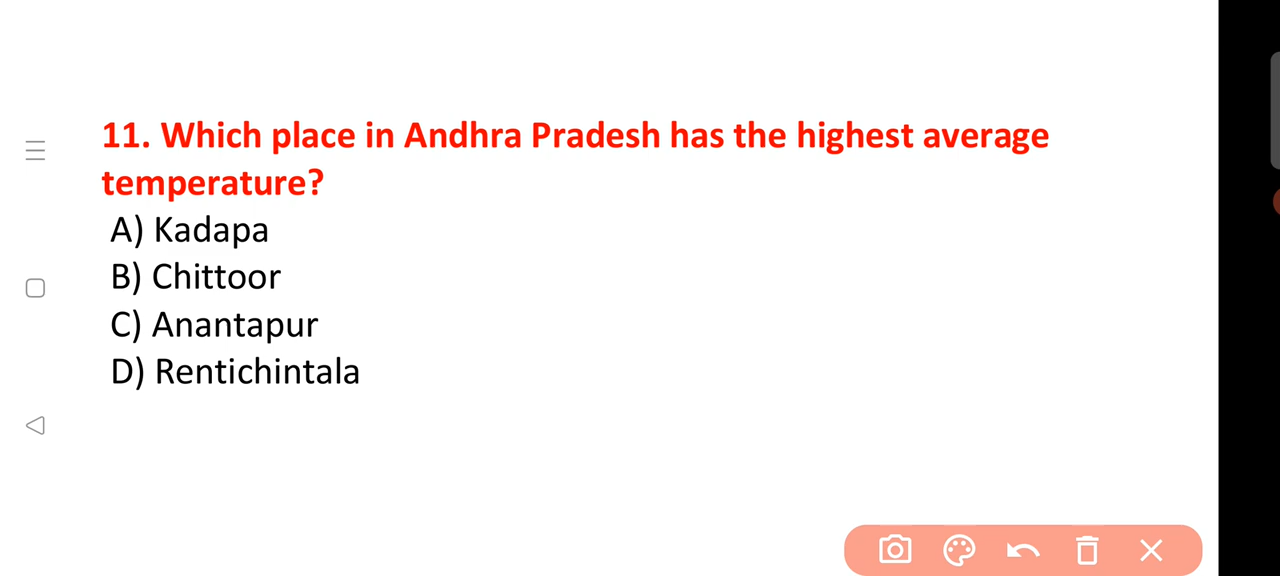 11. Which place in Andhra Pradesh has the highest average
temperature?
A) Kadapa
B) Chittoor
C) Anantapur
D) Rentichintala